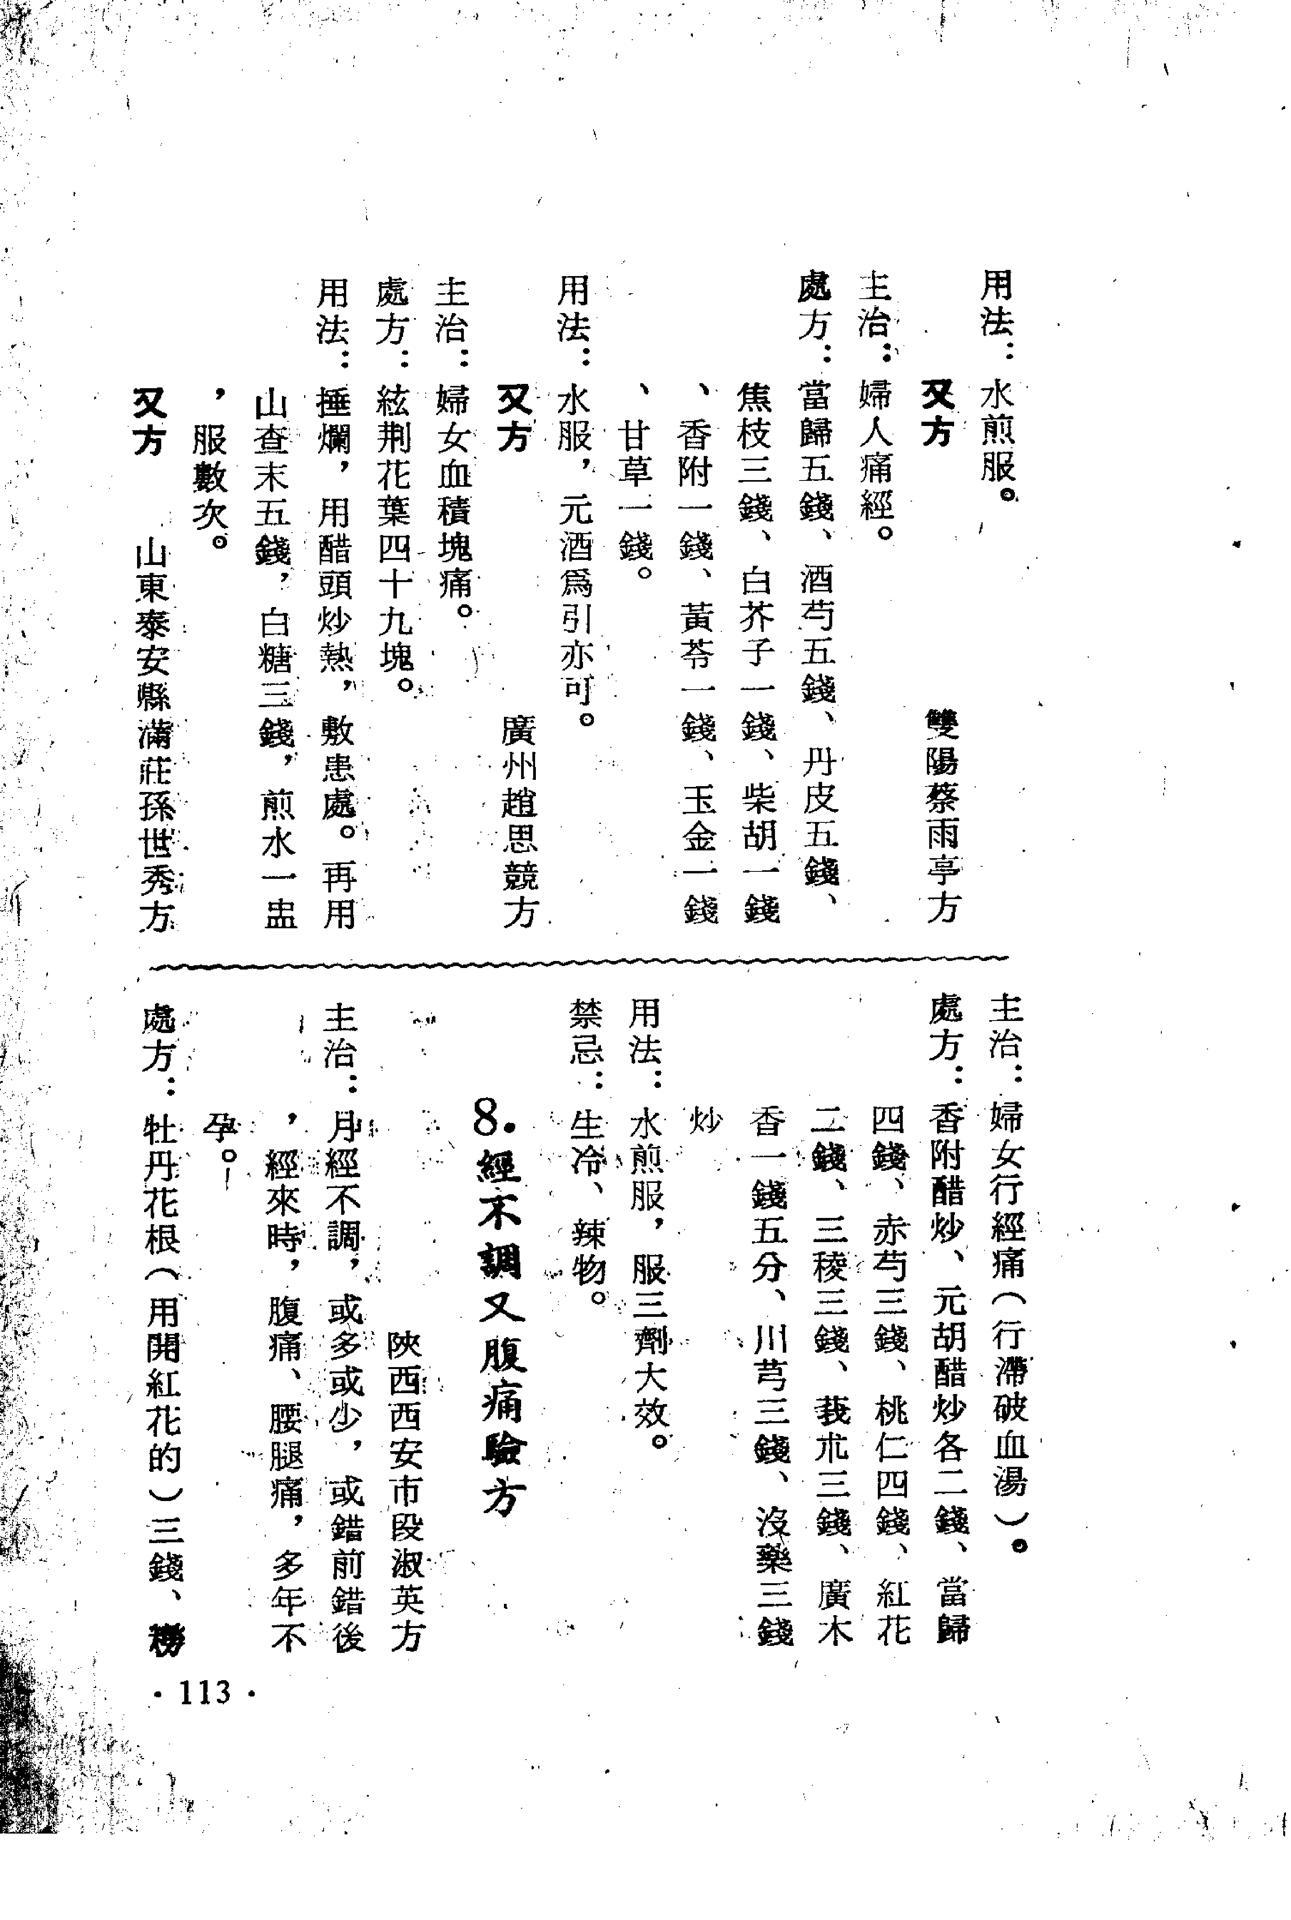 用法：水煎服。
又方　雙陽蔡雨亭方
主治：婦人痛經。
處方：當歸五錢、酒芍五錢、丹皮五錢、
焦枝三錢、白芥子一錢、柴胡一錢
、香附一錢、黃芩一錢、玉金一錢
、甘草一錢。
用法：水服，元酒爲引亦可。
又方　廣州趙思競方
主治：婦女血積塊痛。
處方：絃荆花葉四十九塊。
用法：捶爛，用醋頭炒熱，敷患處。再用
山查末五錢，白糖三錢，煎水一盅
，服數次。
又方　山東泰安縣滿莊孫世秀方
主治：婦女行經痛（行滯破血湯）。
處方：香附醋炒、元胡醋炒各二錢、當歸
四錢、赤芍三錢、桃仁四錢、紅花
二錢、三稜三錢、莪朮三錢、廣木
香一錢五分、川芎三錢、沒藥三錢
炒
用法：水煎服，服三劑大效。
禁忌：生冷、辣物。
8.經不調又腹痛驗方
陝西西安市段淑英方
主治：月經不調，或多或少，或錯前錯後
，經來時，腹痛、腰腿痛，多年不
孕。
處方：牡丹花根（用開紅花的）三錢、
·113·